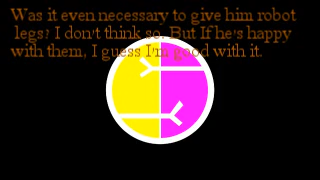 Was it even necessary to give him robot
legs? I don't think so. But If he's happy
with them, I guess I'm good with it.